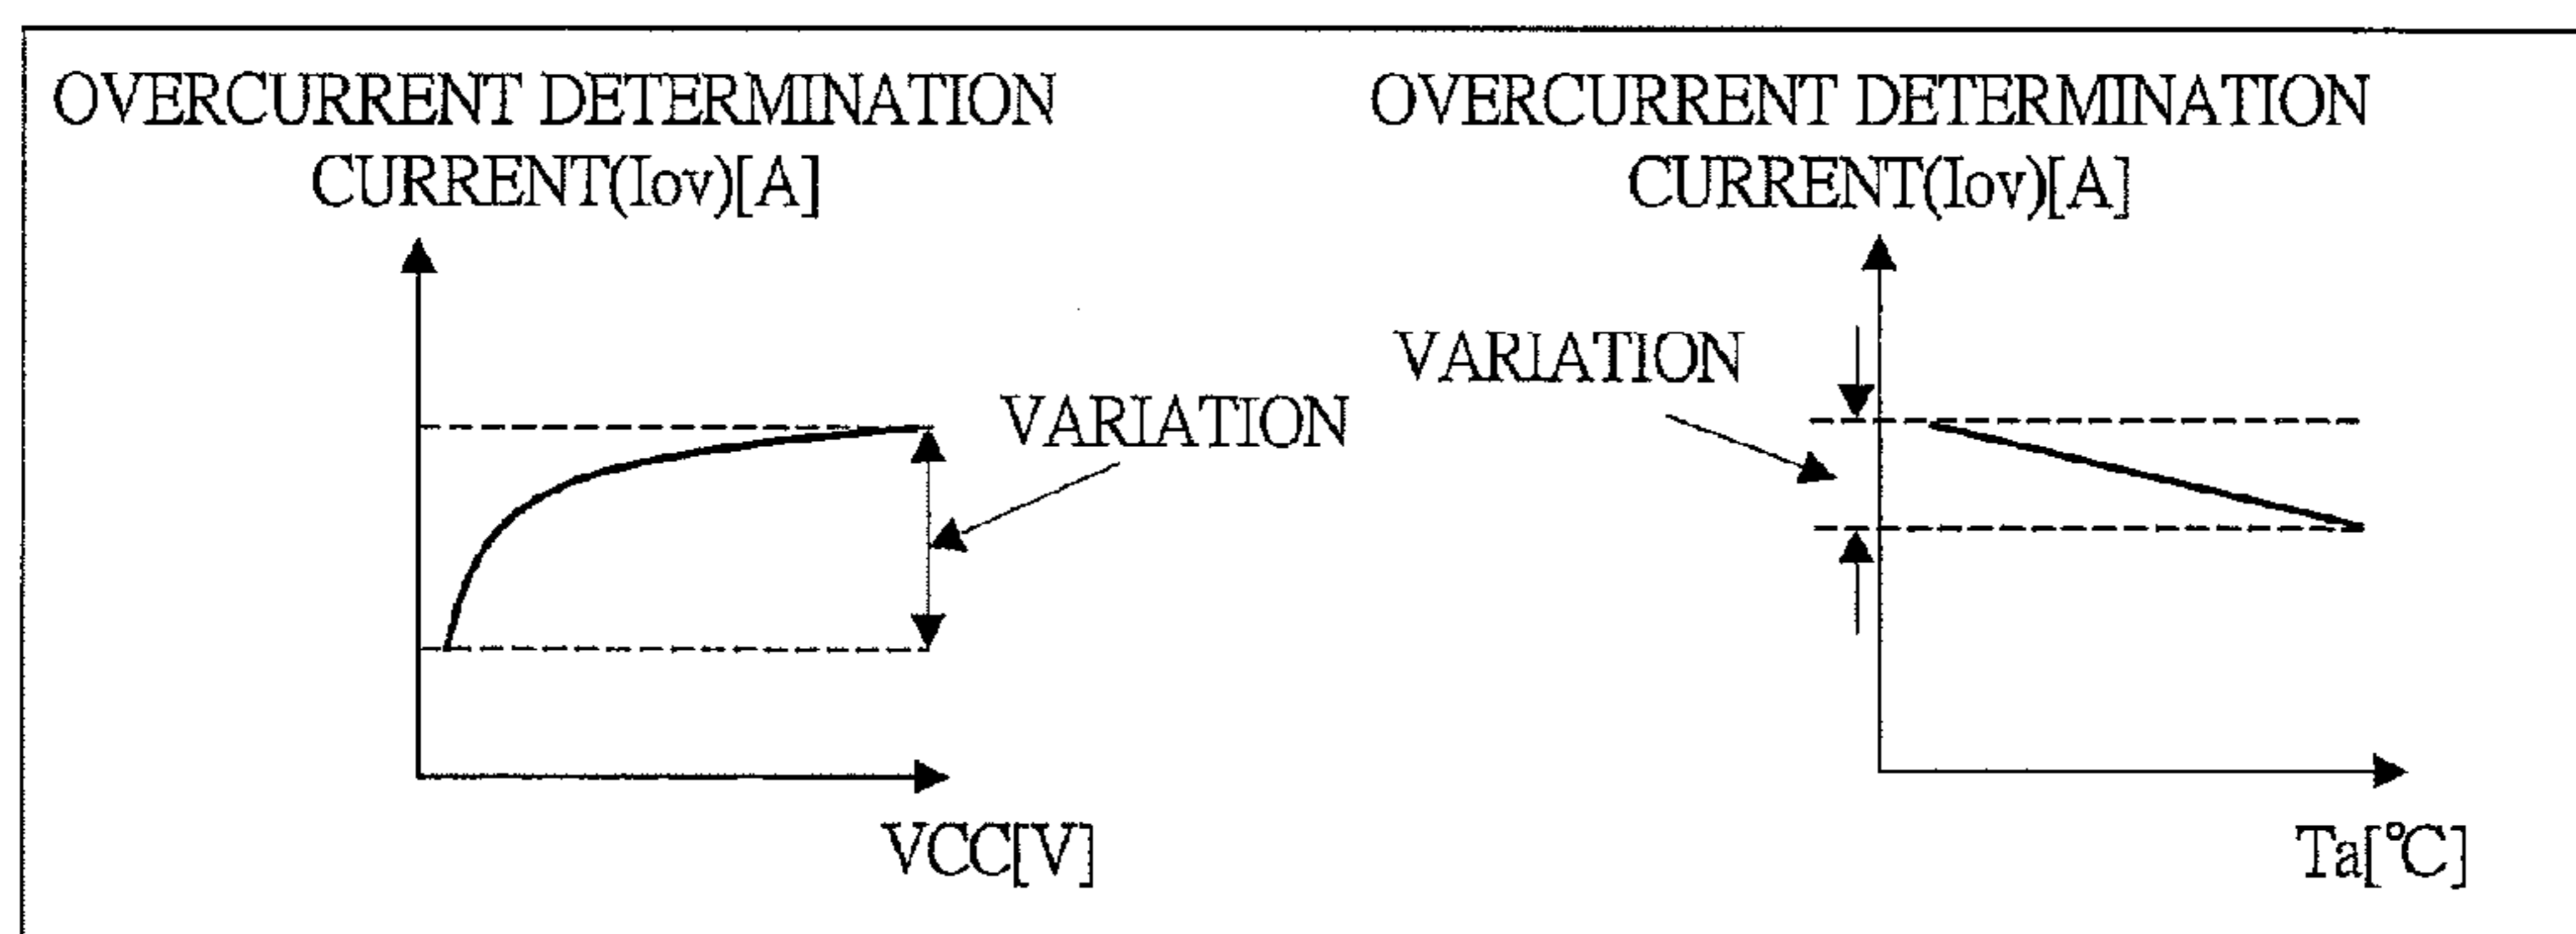 OVERCURRENT DETERMINATION
CURRENT(Iov)[A]
VARIATION
VCC[V]
OVERCURRENT DETERMINATION
CURRENT(Iov)[A]
VARIATION
Ta[℃]